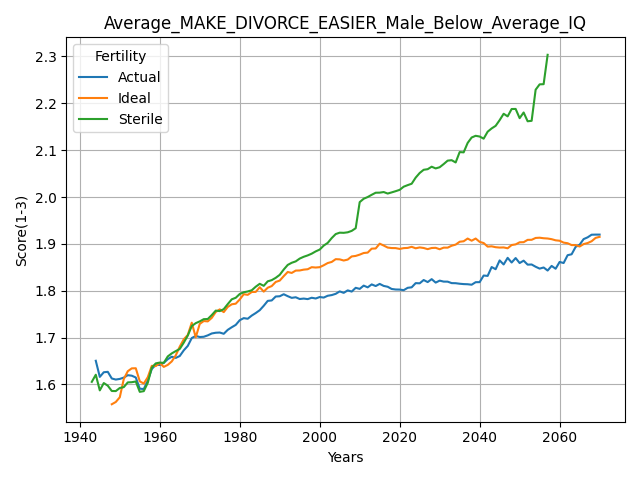 Average_MAKE_DIVORCE_EASIER_Male_Below_Average_IQ
Fertility
Actual
Ideal
Sterile
Score(1-3)
2.3
2.2
2.1
2.0
1.9
1.8
1.7
1.6
1940
1960
1980
2000
2020
2040
2060
Years